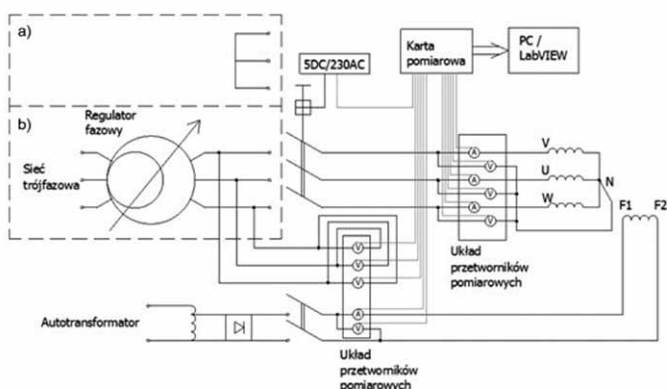 a)
5DC/230AC
Karta
pomiarowa
PC /
LabVIEW
b)
Regulator
fazowy
Sieć
trójfazowa
A
V
A
V
A
V
V
U
W
N
F1
F2
Układ
przetworników
pomiarowych
V
V
V
A
V
Autotransformator
Układ
przetworników
pomiarowych